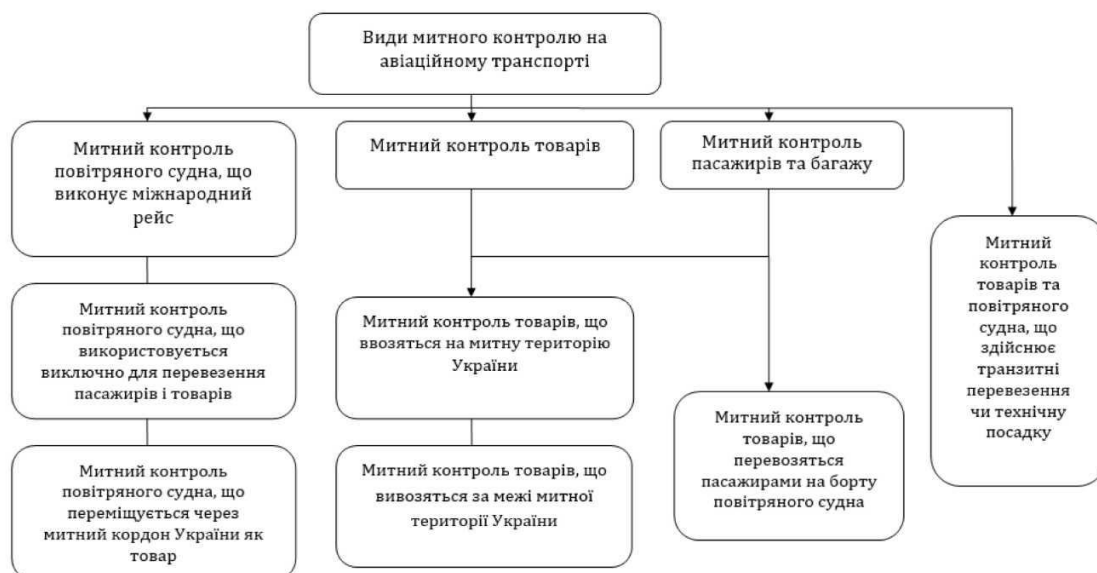 Види митного контролю на
авіаційному транспорті
Митний контроль
повітряного судна, що
виконує міжнародний
рейс
Митний контроль товарів
Митний контроль
пасажирів та багажу
Митний
контроль
товарів та
повітряного
судна, що
здійснює
транзитні
перевезення
чи технічну
посадку
Митний контроль
повітряного судна, що
використовується
виключно для перевезення
пасажирів і товарів
Митний контроль товарів, що
ввозяться на митну територію
України
Митний контроль
товарів, що
перевозяться
пасажирами на борту
повітряного судна
Митний контроль
повітряного судна, що
переміщується через
митний кордон України як
товар
Митний контроль товарів, що
вивозяться за межі митної
території України